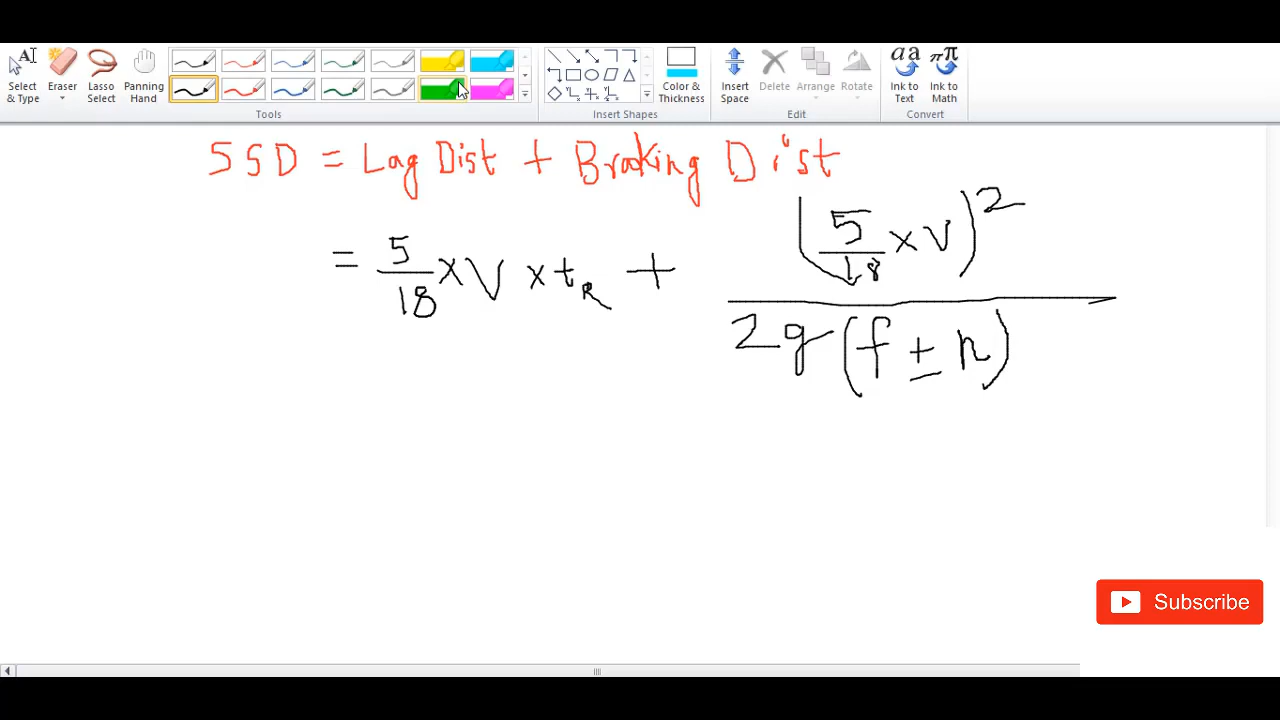 Select & Type
Eraser
Lasso Select
Panning Hand
Color & Thickness
Insert Space
Delete
Arrange
Rotate
Ink to Text
Ink to Math
Tools
Insert Shapes
Edit
Convert
SSD = Lag Dist + Braking Dist
= 5/18 × V × t_R + (5/18 × V)^2 / 2g(f ± n)
Subscribe